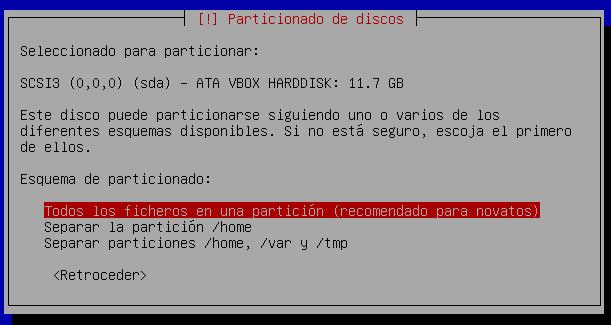 [!] Particionado de discos
Seleccionado para particionar:
SCSI3 (0,0,0) (sda) – ATA VBOX HARDDISK: 11.7 GB
Este disco puede particionarse siguiendo uno o varios de los
diferentes esquemas disponibles. Si no está seguro, escoja el primero
de ellos.
Esquema de particionado:
Todos los ficheros en una partición (recomendado para novatos)
Separar la partición /home
Separar particiones /home, /var y /tmp
<Retroceder>